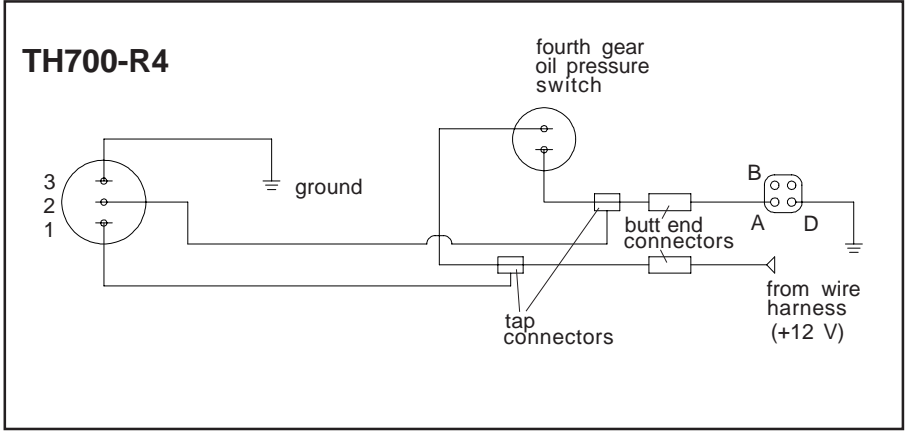 TH700-R4
fourth gear
oil pressure
switch
3
2
1
ground
B
A
D
butt end
connectors
tap
connectors
from wire
harness
(+12 V)